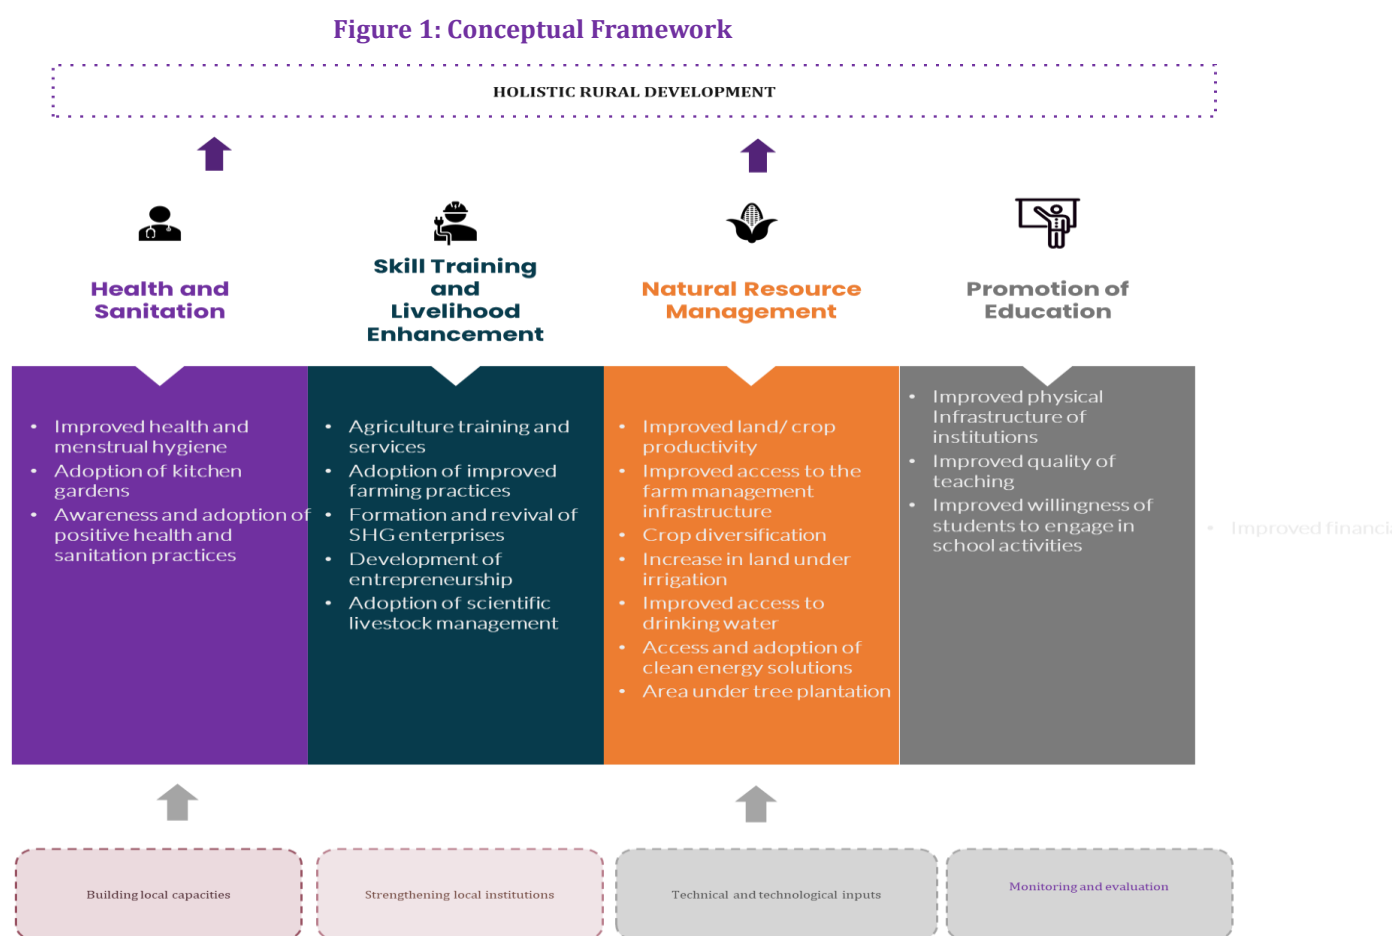 Figure 1: Conceptual Framework
HOLISTIC RURAL DEVELOPMENT
Health and
Sanitation
Skill Training
and
Livelihood
Enhancement
Natural Resource
Management
Promotion of
Education
• Improved health and
menstrual hygiene
• Adoption of kitchen
gardens
• Awareness and adoption of
positive health and
sanitation practices
• Agriculture training and
services
• Adoption of improved
farming practices
• Formation and revival of
SHG enterprises
• Development of
entrepreneurship
• Adoption of scientific
livestock management
• Improved land/ crop
productivity
• Improved access to the
farm management
infrastructure
• Crop diversification
• Increase in land under
irrigation
• Improved access to
drinking water
• Access and adoption of
clean energy solutions
• Area under tree plantation
• Improved physical
Infrastructure of
institutions
• Improved quality of
teaching
• Improved willingness of
students to engage in
school activities
• Improved
Building local capacities
Strengthening local institutions
Technical and technological inputs
Monitoring and evaluation